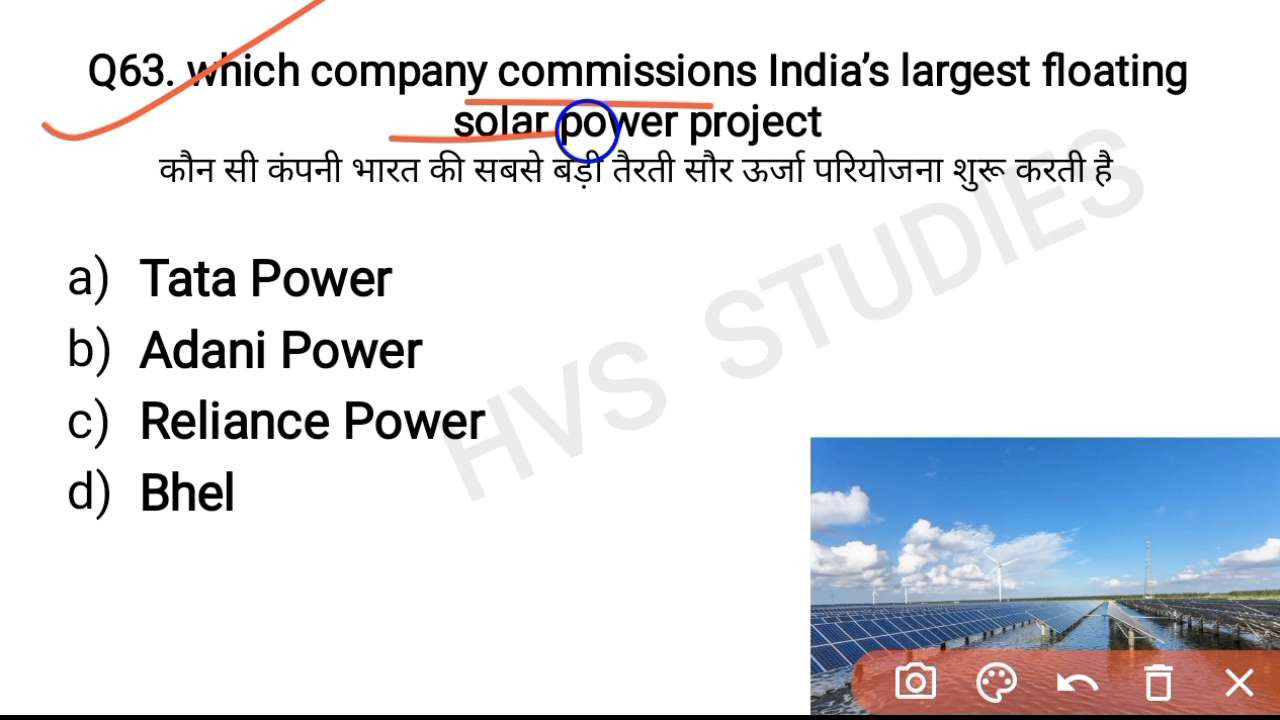 Q63. which company commissions India’s largest floating
solar power project
कौन सी कंपनी भारत की सबसे बड़ी तैरती सौर ऊर्जा परियोजना शुरू करती है
a) Tata Power
b) Adani Power
c) Reliance Power
d) Bhel
HVS STUDIES